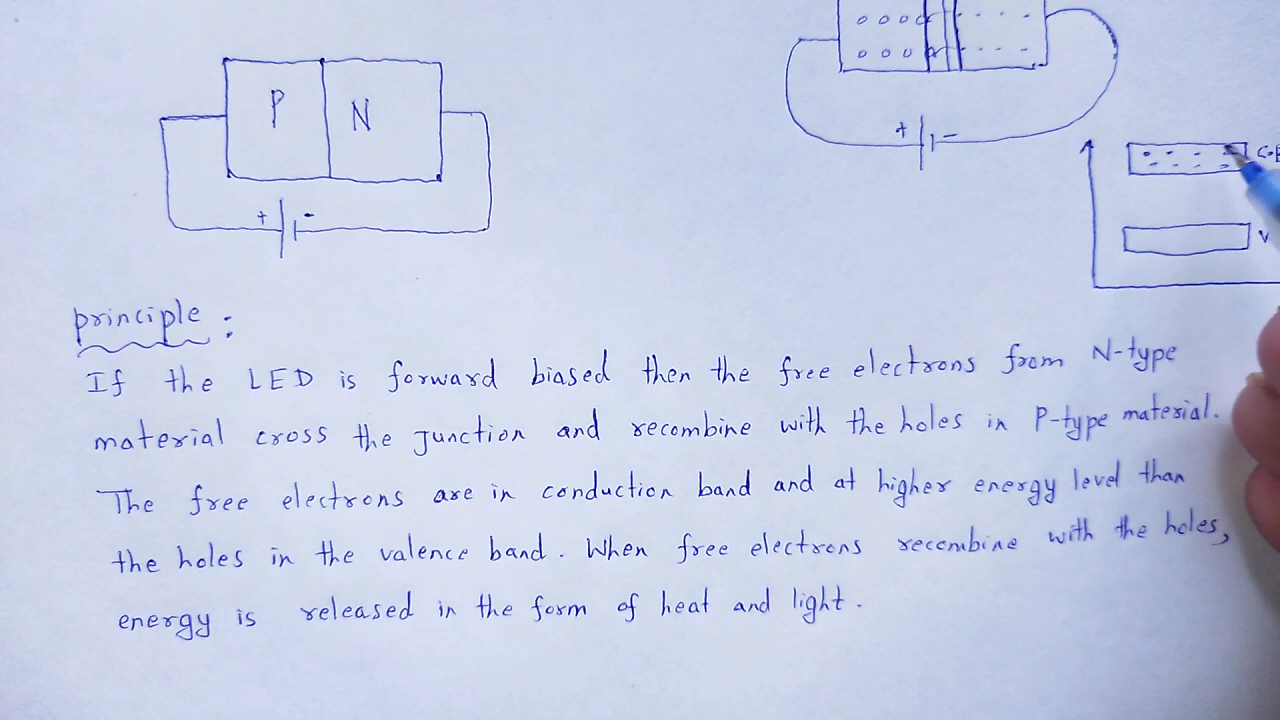 P N
+ -
+ -
V
principle :
If the LED is forward biased then the free electrons from N-type
material cross the junction and recombine with the holes in P-type material.
The free electrons are in conduction band and at higher energy level than
the holes in the valence band. When free electrons recombine with the holes,
energy is released in the form of heat and light.